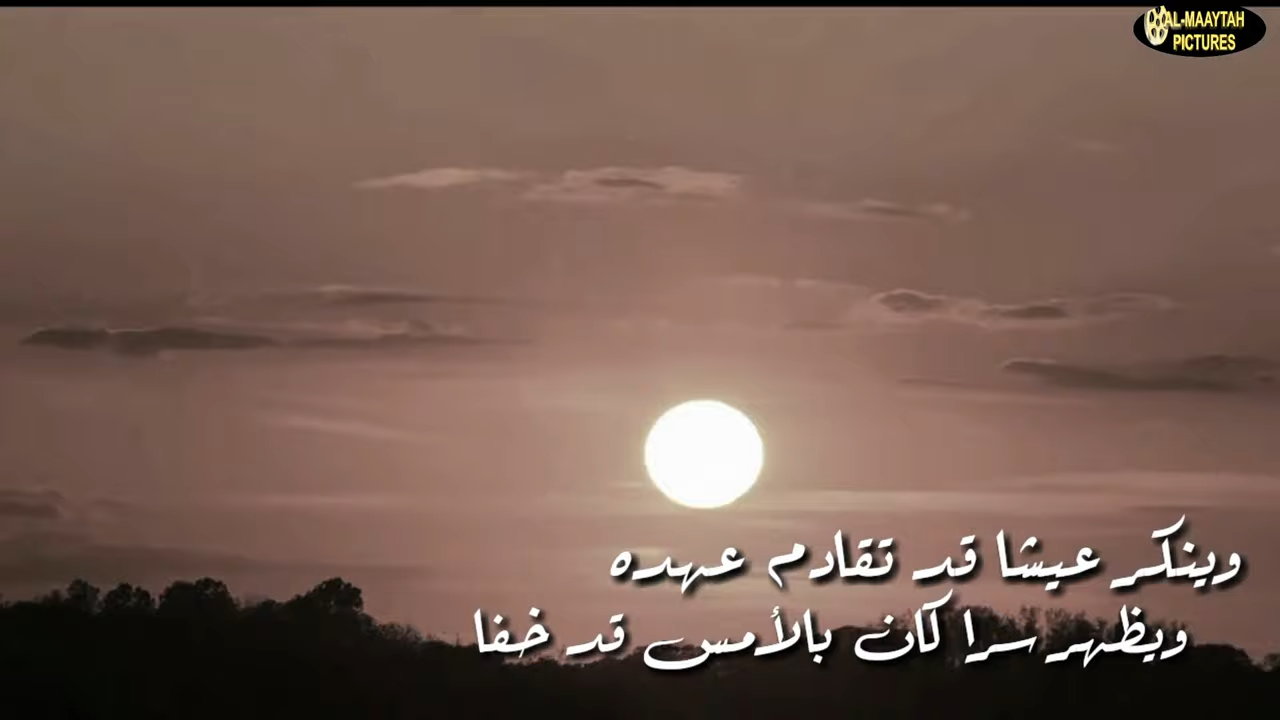 AL-MAAYTAH
PICTURES
وينكر عيشا قد تقادم عهده
ويظهر سرا كان بالأمس قد خفا